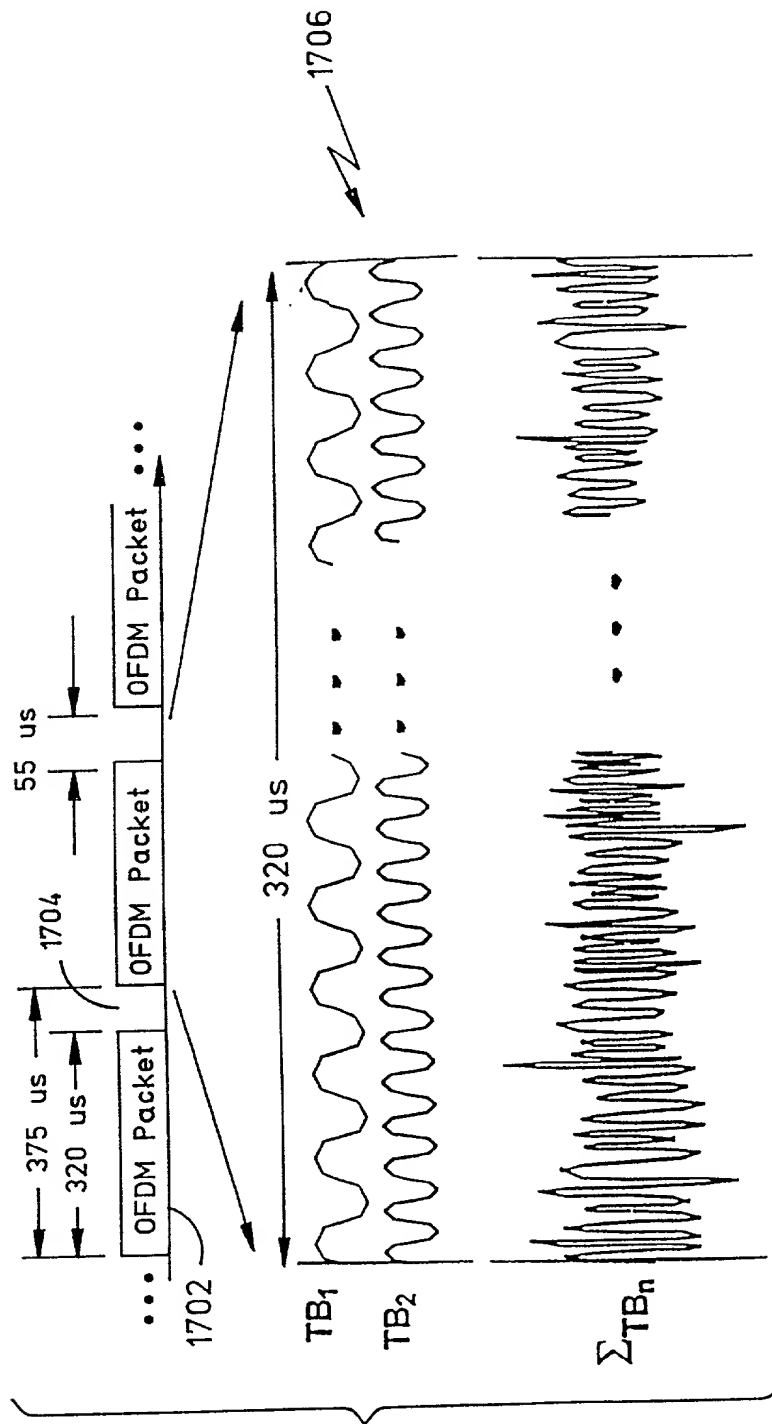 375 us
320 us
1704
55 us
••• OFDM Packet OFDM Packet OFDM Packet •••
1702
1706
320 us
TB1
TB2
ΣTBn